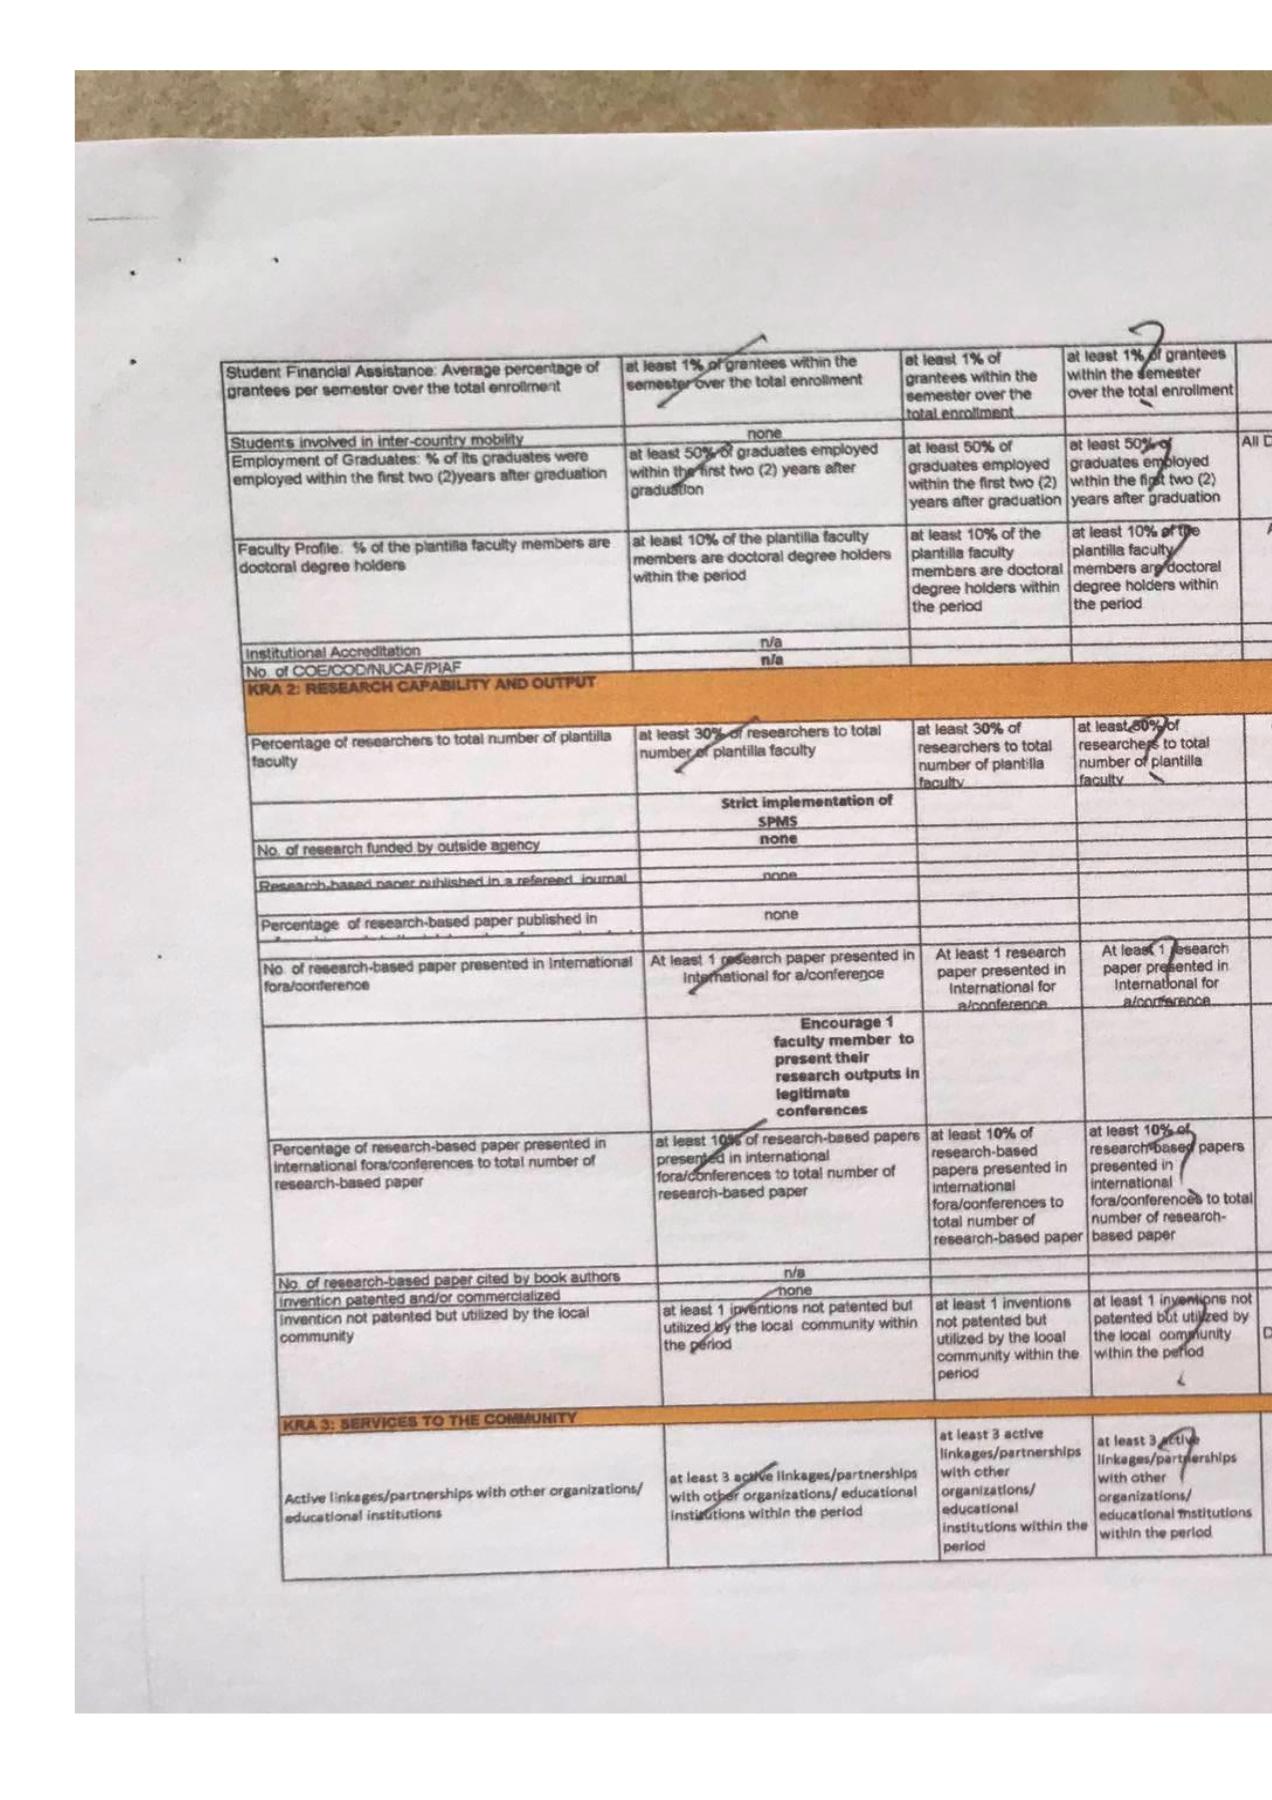 Student Financial Assistance: Average percentage of
grantees per semester over the total enrollment
at least 1% of grantees within the
semester over the total enrollment
at least 1% of
grantees within the
semester over the
total enrollment
at least 1% of grantees
within the semester
over the total enrollment
Students involved in inter-country mobility
none
Employment of Graduates: % of its graduates were
employed within the first two (2)years after graduation
at least 50% of graduates employed
within the first two (2) years after
graduation
at least 50% of
graduates employed
within the first two (2)
years after graduation
at least 50% of
graduates employed
within the first two (2)
years after graduation
All D
Faculty Profile: % of the plantilla faculty members are
doctoral degree holders
at least 10% of the plantilla faculty
members are doctoral degree holders
within the period
at least 10% of the
plantilla faculty
members are doctoral
degree holders within
the period
at least 10% of the
plantilla faculty
members are doctoral
degree holders within
the period
Institutional Accreditation
n/a
No. of COE/COD/NUCAF/PIAF
n/a
KRA 2: RESEARCH CAPABILITY AND OUTPUT
Percentage of researchers to total number of plantilla
faculty
at least 30% of researchers to total
number of plantilla faculty
at least 30% of
researchers to total
number of plantilla
faculty
at least 30% of
researchers to total
number of plantilla
faculty
Strict implementation of
SPMS
No. of research funded by outside agency
none
Research-based paper published in a refereed journal
none
Percentage of research-based paper published in
none
No. of research-based paper presented in International
fora/conference
At least 1 research paper presented in
International for a/conference
At least 1 research
paper presented in
International for
a/conference
At least 1 research
paper presented in
International for
a/conference
Encourage 1
faculty member to
present their
research outputs in
legitimate
conferences
Percentage of research-based paper presented in
international fora/conferences to total number of
research-based paper
at least 10% of research-based papers
presented in international
fora/conferences to total number of
research-based paper
at least 10% of
research-based
papers presented in
international
fora/conferences to
total number of
research-based paper
at least 10% of
research-based papers
presented in
international
fora/conferences to total
number of research-
based paper
No. of research-based paper cited by book authors
n/a
Invention patented and/or commercialized
none
Invention not patented but utilized by the local
community
at least 1 inventions not patented but
utilized by the local community within
the period
at least 1 inventions
not patented but
utilized by the local
community within the
period
at least 1 inventions not
patented but utilized by
the local community
within the period
D
KRA 3: SERVICES TO THE COMMUNITY
Active linkages/partnerships with other organizations/
educational institutions
at least 3 active linkages/partnerships
with other organizations/ educational
institutions within the period
at least 3 active
linkages/partnerships
with other
organizations/
educational
institutions within the
period
at least 3 active
linkages/partnerships
with other
organizations/
educational institutions
within the period